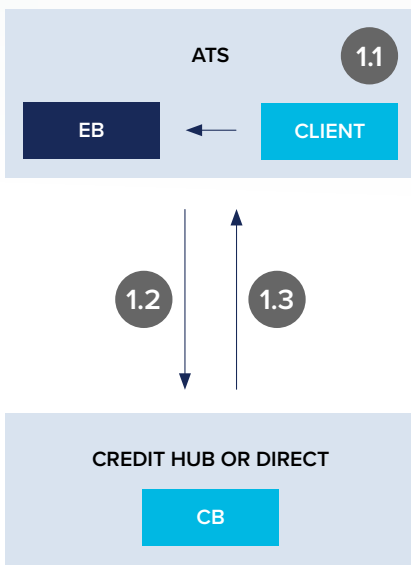 ATS
1.1
EB
CLIENT
1.2
1.3
CREDIT HUB OR DIRECT
CB